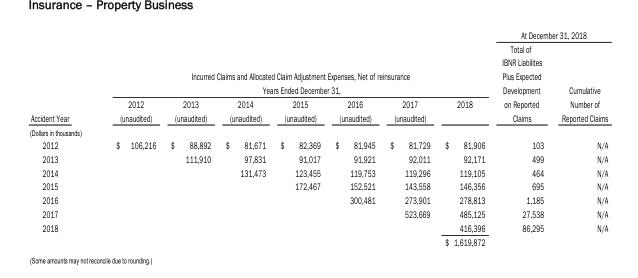 Insurance – Property Business
At December 31, 2018
Total of
IBNR Liabilites
Incurred Claims and Allocated Claim Adjustment Expenses, Net of reinsurance Plus Expected
Years Ended December 31, Development Cumulative
2012 2013 2014 2015 2016 2017 2018 on Reported Number of
Accident Year (unaudited) (unaudited) (unaudited) (unaudited) (unaudited) (unaudited) Claims Reported Claims
(Dollars in thousands)
2012 $ 106,216 $ 88,892 $ 81,671 $ 82,369 $ 81,945 $ 81,729 $ 81,906 103 N/A
2013 111,910 97,831 91,017 91,921 92,011 92,171 499 N/A
2014 131,473 123,455 119,753 119,296 119,105 464 N/A
2015 172,467 152,521 143,558 146,356 695 N/A
2016 300,481 273,901 278,813 1,185 N/A
2017 523,669 485,125 27,538 N/A
2018 416,396 86,295 N/A
$ 1,619,872
(Some amounts may not reconcile due to rounding.)